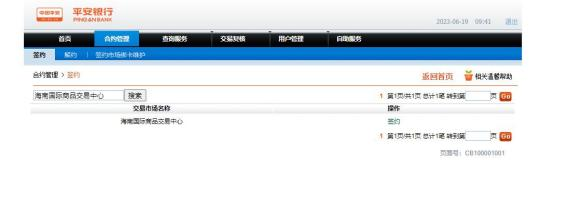 中国平安 平安银行
PING AN BANK
2023-06-19 09:41 退出
首页 合约管理 查询服务 交易复核 用户管理 自助服务
签约 解约 | 签约市场绑卡维护
合约管理 > 签约 返回首页 相关温馨帮助
海南国际商品交易中心 搜索 1 第1页/共1页 总计1笔 转到第 页 Go
交易市场名称 操作
海南国际商品交易中心 签约
1 第1页/共1页 总计1笔 转到第 页 Go
页面号: CB100001001